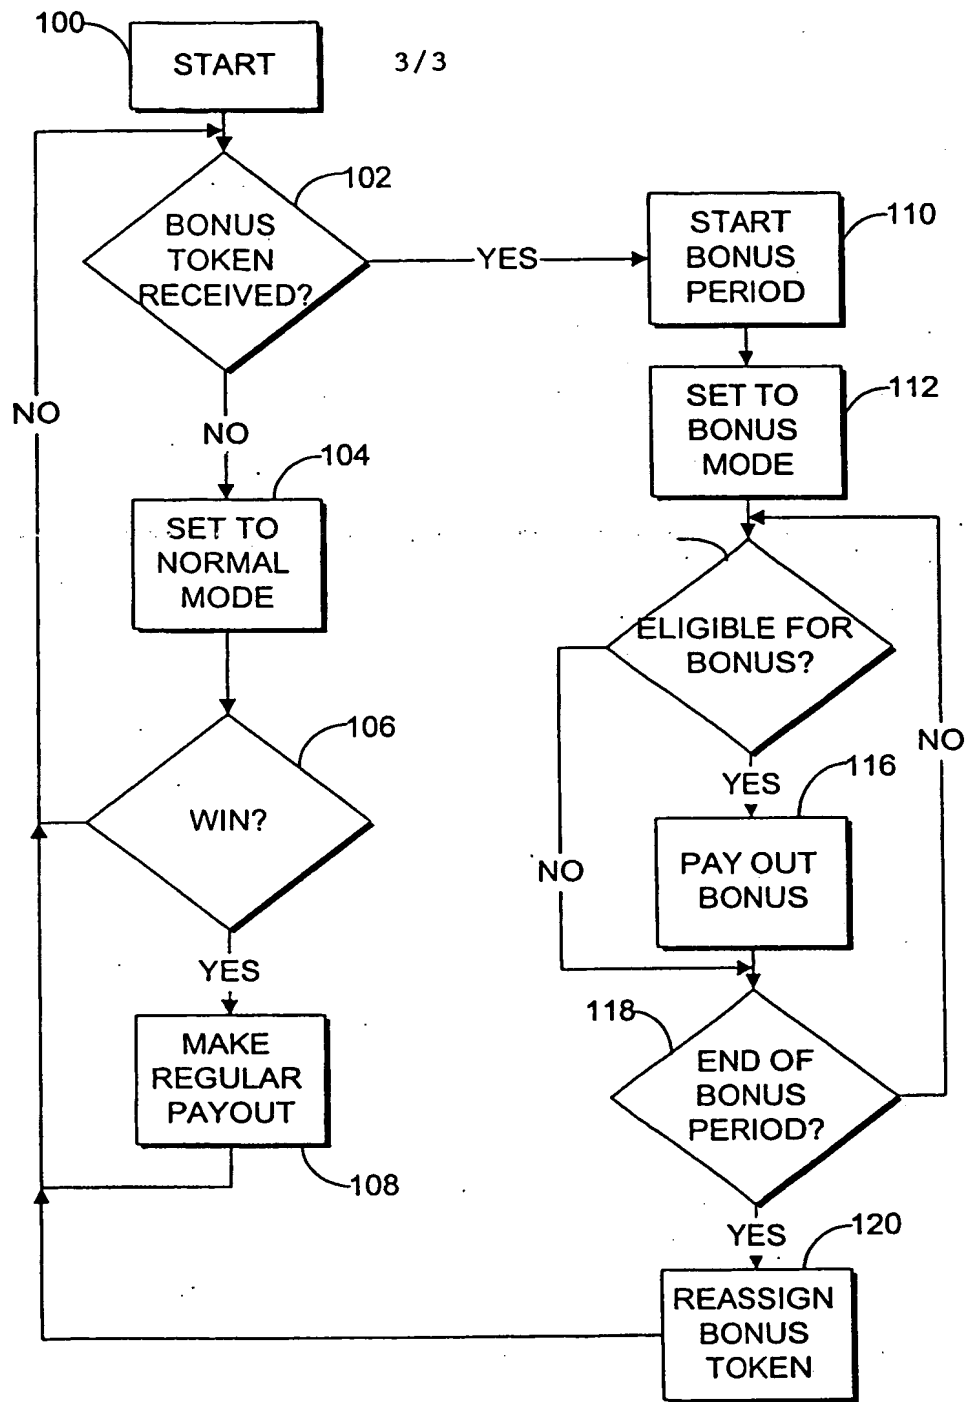 100
START
3/3
102
BONUS
TOKEN
RECEIVED?
YES
START
BONUS
PERIOD
110
NO
NO
SET TO
BONUS
MODE
112
104
SET TO
NORMAL
MODE
ELIGIBLE FOR
BONUS?
NO
106
WIN?
YES
116
PAY OUT
BONUS
NO
YES
MAKE
REGULAR
PAYOUT
108
118
END OF
BONUS
PERIOD?
YES
120
REASSIGN
BONUS
TOKEN